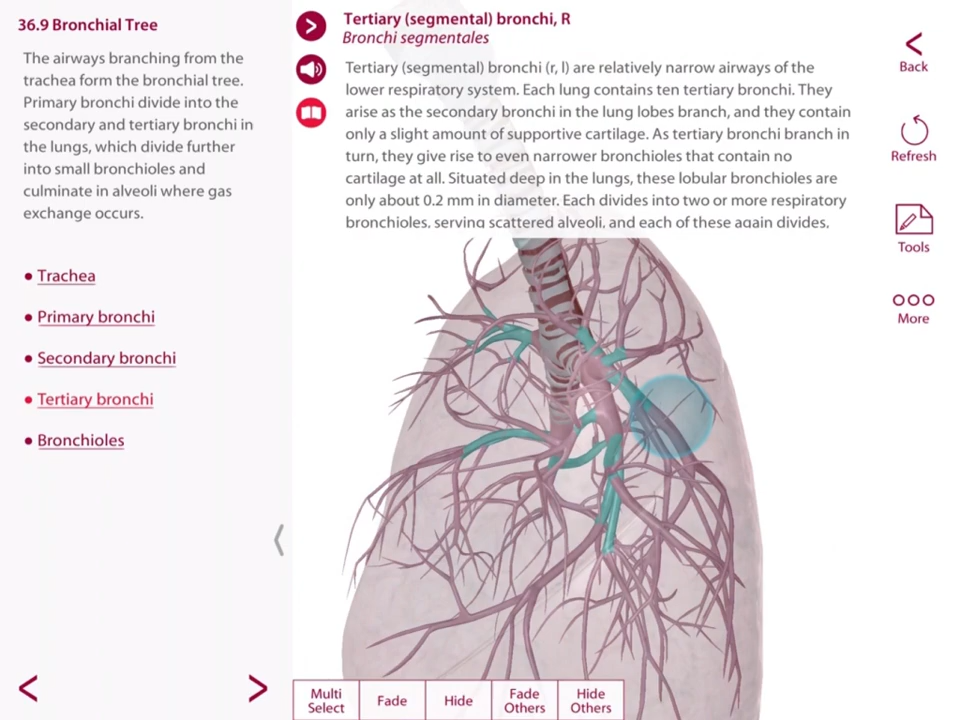 36.9 Bronchial Tree
The airways branching from the
trachea form the bronchial tree.
Primary bronchi divide into the
secondary and tertiary bronchi in
the lungs, which divide further
into small bronchioles and
culminate in alveoli where gas
exchange occurs.
• Trachea
• Primary bronchi
• Secondary bronchi
• Tertiary bronchi
• Bronchioles
Tertiary (segmental) bronchi, R
Bronchi segmentales
Tertiary (segmental) bronchi (r, l) are relatively narrow airways of the
lower respiratory system. Each lung contains ten tertiary bronchi. They
arise as the secondary bronchi in the lung lobes branch, and they contain
only a slight amount of supportive cartilage. As tertiary bronchi branch in
turn, they give rise to even narrower bronchioles that contain no
cartilage at all. Situated deep in the lungs, these lobular bronchioles are
only about 0.2 mm in diameter. Each divides into two or more respiratory
bronchioles, serving scattered alveoli, and each of these again divides,
Back
Refresh
Tools
More
Multi
Select
Fade
Hide
Fade
Others
Hide
Others